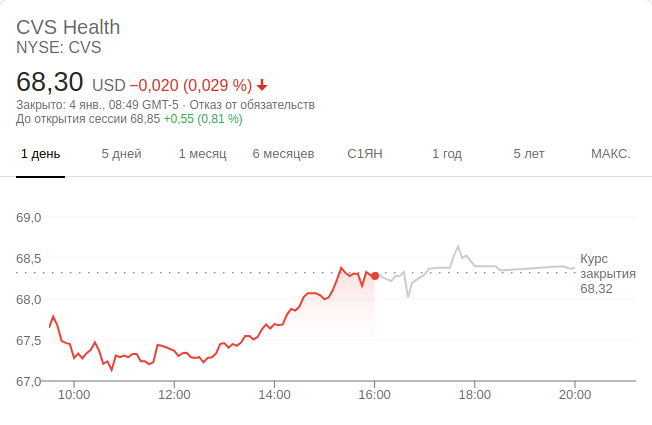 CVS Health
NYSE: CVS
68,30 USD −0,020 (0,029 %)
Закрыто: 4 янв., 08:49 GMT-5 · Отказ от обязательств
До открытия сессии 68,85 +0,55 (0,81 %)
1 день 5 дней 1 месяц 6 месяцев С1ЯН 1 год 5 лет МАКС.
69,0
68,5
68,0
67,5
67,0
Курс
закрытия
68,32
10:00 12:00 14:00 16:00 18:00 20:00